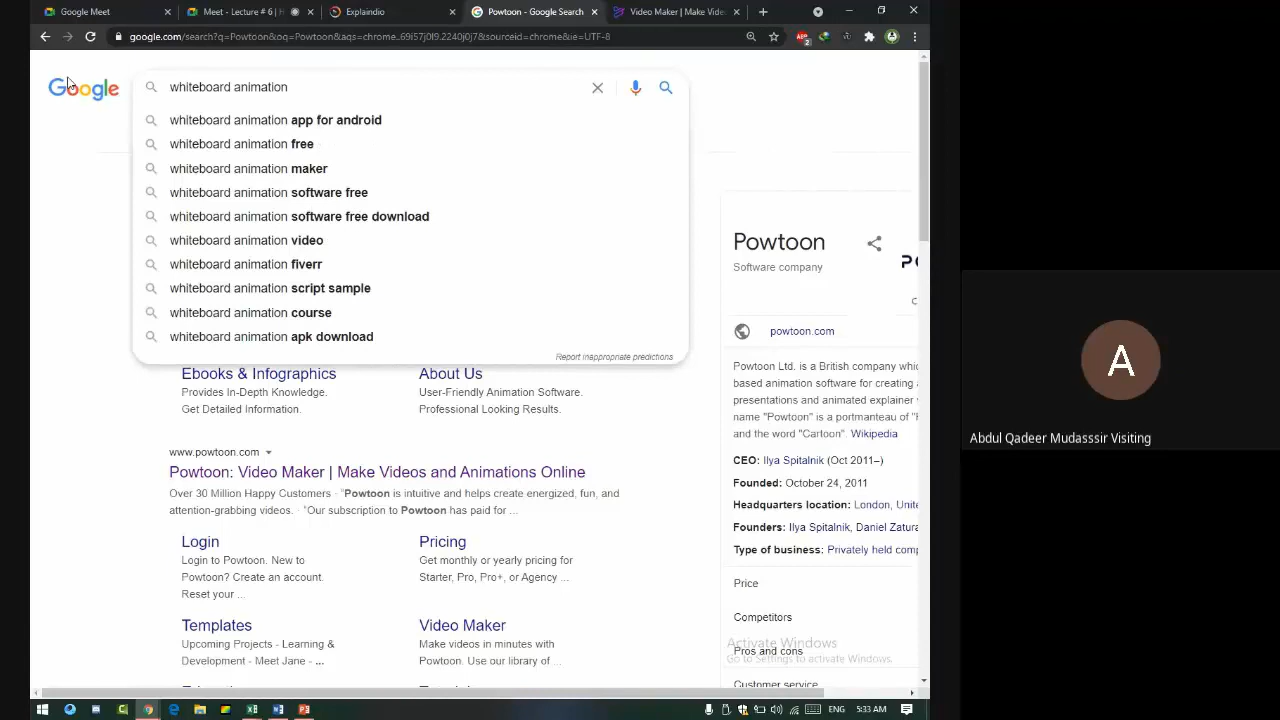 Google Meet
Meet - Lecture # 6 | H
Explaindio
Powtoon - Google Search
Video Maker | Make Vide
google.com/search?q=Powtoon&oq=Powtoon&aqs=chrome..69i57j0l9.2240j0j7&sourceid=chrome&ie=UTF-8
Google
whiteboard animation
whiteboard animation app for android
whiteboard animation free
whiteboard animation maker
whiteboard animation software free
whiteboard animation software free download
whiteboard animation video
whiteboard animation fiverr
whiteboard animation script sample
whiteboard animation course
whiteboard animation apk download
Report inappropriate predictions
Ebooks & Infographics
Provides In-Depth Knowledge.
Get Detailed Information.
About Us
User-Friendly Animation Software.
Professional Looking Results.
www.powtoon.com
Powtoon: Video Maker | Make Videos and Animations Online
Over 30 Million Happy Customers · "Powtoon is intuitive and helps create energized, fun, and
attention-grabbing videos. · "Our subscription to Powtoon has paid for ...
Login
Login to Powtoon. New to
Powtoon? Create an account.
Reset your ...
Pricing
Get monthly or yearly pricing for
Starter, Pro, Pro+, or Agency ...
Templates
Upcoming Projects - Learning &
Development - Meet Jane - ...
Video Maker
Make videos in minutes with
Powtoon. Use our library of ...
Powtoon
Software company
powtoon.com
Powtoon Ltd. is a British company whic
based animation software for creating
presentations and animated explainer
name "Powtoon" is a portmanteau of "
and the word "Cartoon". Wikipedia
CEO: Ilya Spitalnik (Oct 2011–)
Founded: October 24, 2011
Headquarters location: London, Unite
Founders: Ilya Spitalnik, Daniel Zatura
Type of business: Privately held comp
Price
Competitors
Pros and cons
Customer service
Activate Windows
Go to Settings to activate Windows.
A
Abdul Qadeer Mudasssir Visiting
ENG
5:33 AM